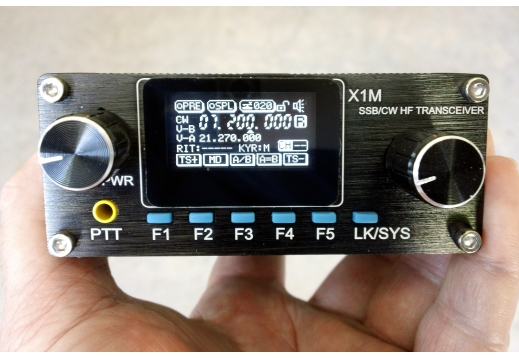 PRE SPL 020
CW 07.200.000 R
V-B
V-A 21.270.000
RIT:----- KYR:M CH --
TS+ MD A/B A=B TS-
X1M
SSB/CW HF TRANSCEIVER
PWR
PTT F1 F2 F3 F4 F5 LK/SYS